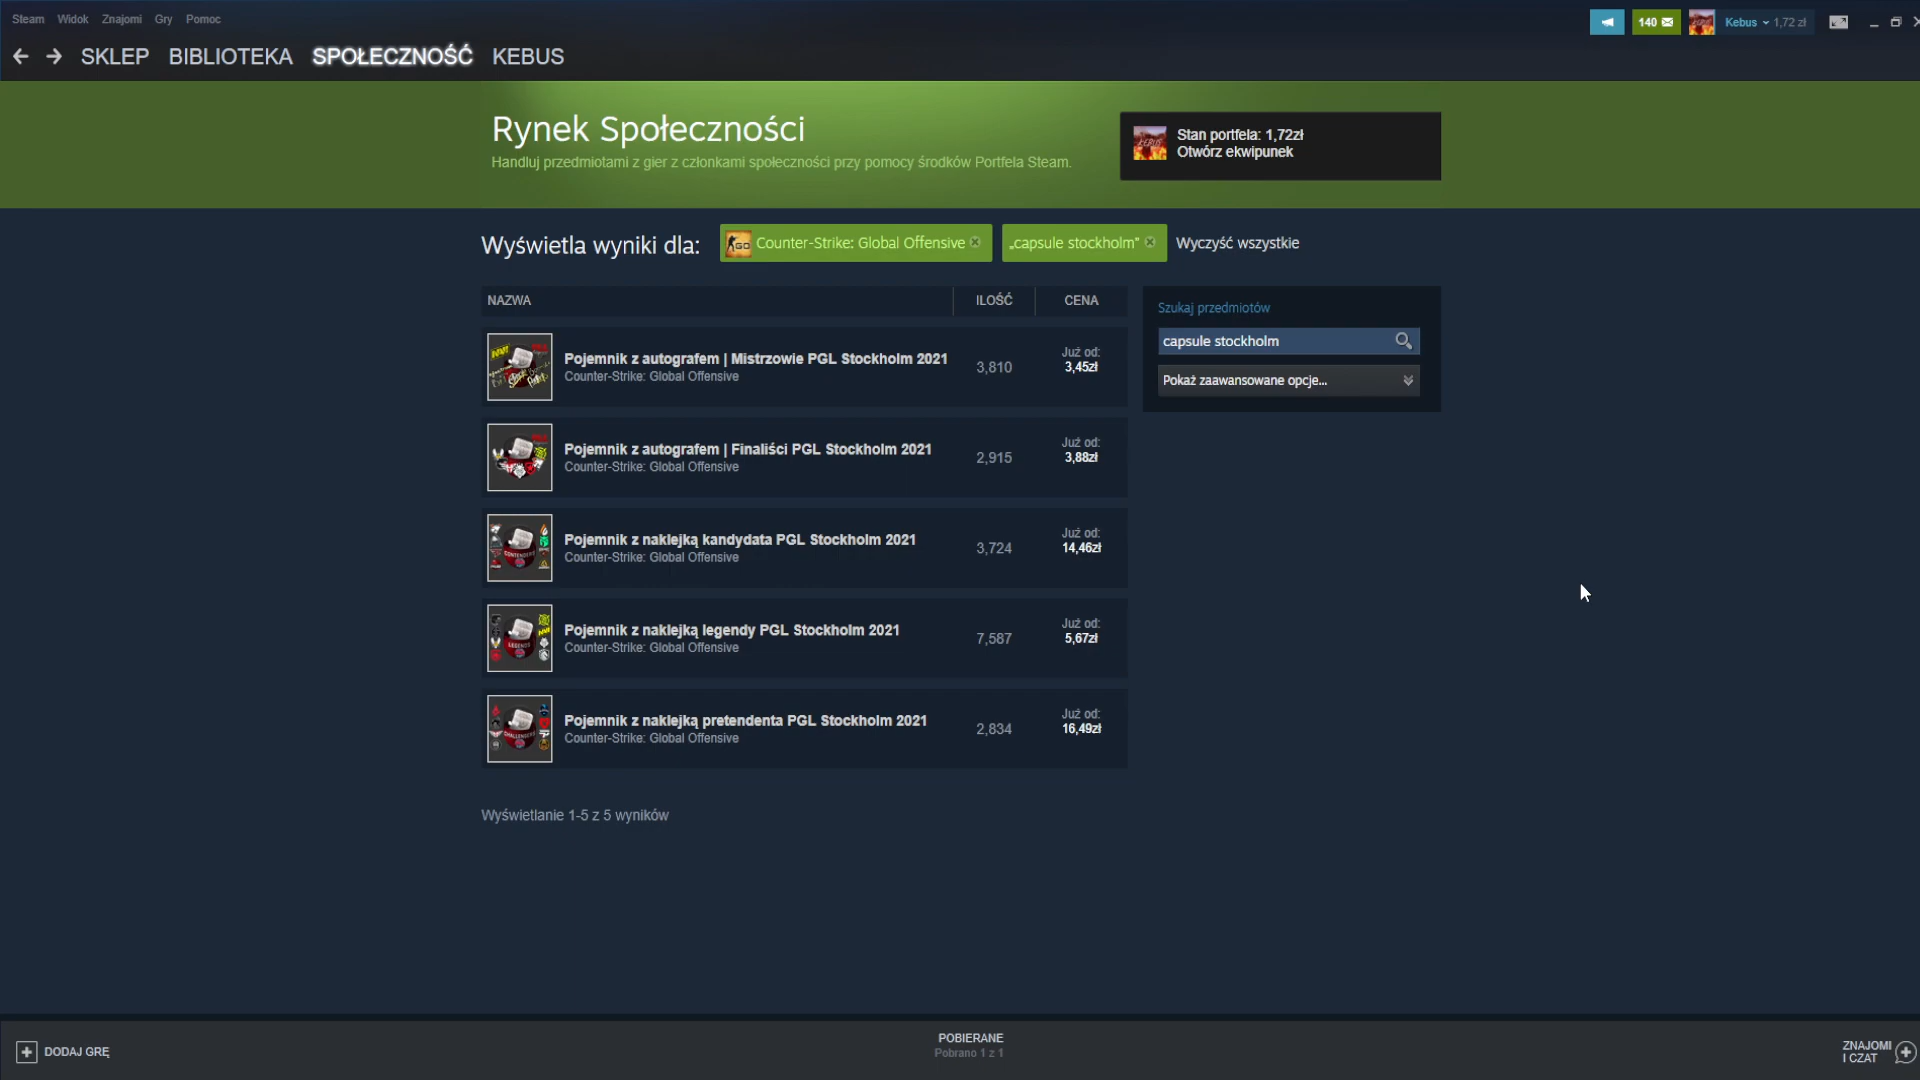 Steam Widok Znajomi Gry Pomoc
140 Kebus 1,72 zł
SKLEP BIBLIOTEKA SPOŁECZNOŚĆ KEBUS
Rynek Społeczności
Handluj przedmiotami z gier z członkami społeczności przy pomocy środków Portfela Steam.
Stan portfela: 1,72zł
Otwórz ekwipunek
Wyświetla wyniki dla: Counter-Strike: Global Offensive „capsule stockholm” Wyczyść wszystkie
NAZWA ILOŚĆ CENA
Pojemnik z autografem | Mistrzowie PGL Stockholm 2021
Counter-Strike: Global Offensive
3,810
Już od:
3,45zł
Pojemnik z autografem | Finaliści PGL Stockholm 2021
Counter-Strike: Global Offensive
2,915
Już od:
3,88zł
Pojemnik z naklejką kandydata PGL Stockholm 2021
Counter-Strike: Global Offensive
3,724
Już od:
14,46zł
Pojemnik z naklejką legendy PGL Stockholm 2021
Counter-Strike: Global Offensive
7,587
Już od:
5,67zł
Pojemnik z naklejką pretendenta PGL Stockholm 2021
Counter-Strike: Global Offensive
2,834
Już od:
16,49zł
Wyświetlanie 1-5 z 5 wyników
Szukaj przedmiotów
capsule stockholm
Pokaż zaawansowane opcje...
DODAJ GRĘ
POBIERANE
Pobrano 1 z 1
ZNAJOMI
I CZAT